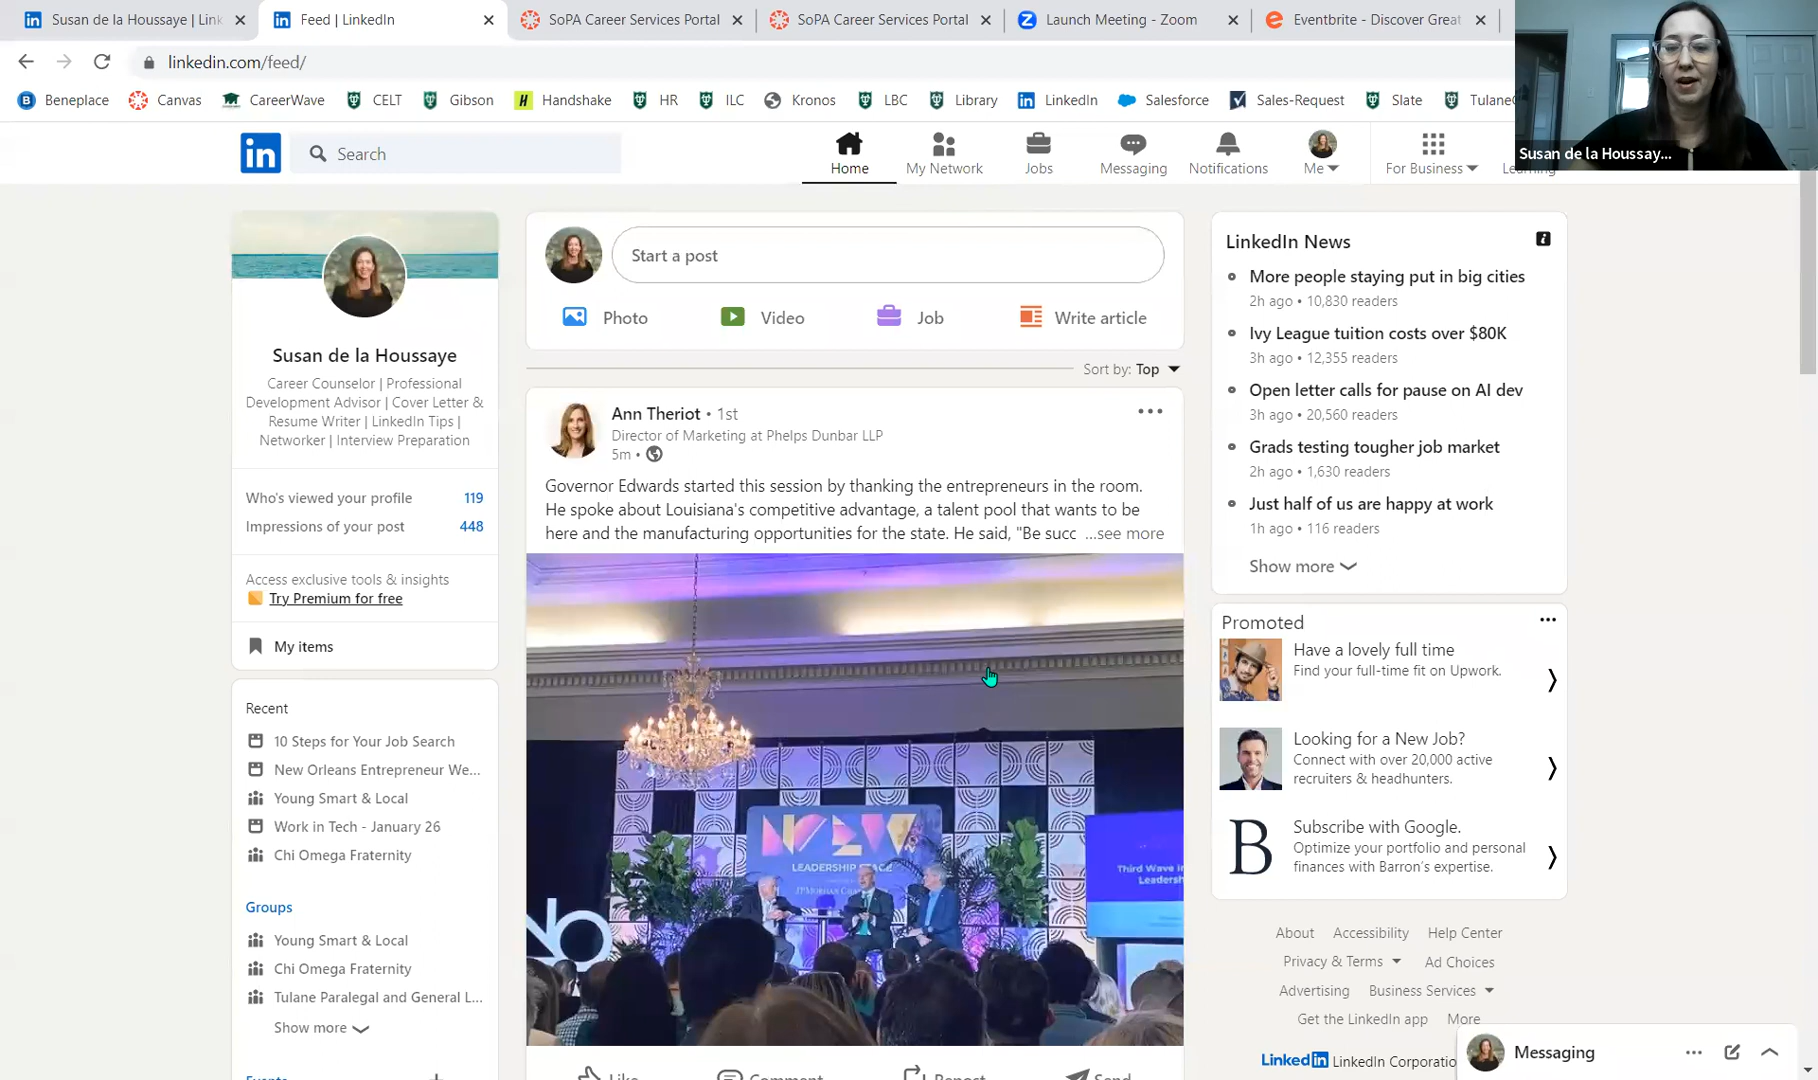 Susan de la Houssaye | Link
Feed | LinkedIn
SoPA Career Services Portal
SoPA Career Services Portal
Launch Meeting - Zoom
Eventbrite - Discover Great
linkedin.com/feed/
Beneplace
Canvas
CareerWave
CELT
Gibson
Handshake
HR
ILC
Kronos
LBC
Library
LinkedIn
Salesforce
Sales-Request
Slate
Susan de la Houssay...
in
Search
Home
My Network
Jobs
Messaging
Notifications
Me
For Business
Learning
Susan de la Houssaye
Career Counselor | Professional
Development Advisor | Cover Letter &
Resume Writer | LinkedIn Tips |
Networker | Interview Preparation
Who's viewed your profile 119
Impressions of your post 448
Access exclusive tools & insights
Try Premium for free
My items
Recent
10 Steps for Your Job Search
New Orleans Entrepreneur We...
Young Smart & Local
Work in Tech - January 26
Chi Omega Fraternity
Groups
Young Smart & Local
Chi Omega Fraternity
Tulane Paralegal and General L...
Show more
Events
Start a post
Photo
Video
Job
Write article
Sort by: Top
Ann Theriot • 1st
Director of Marketing at Phelps Dunbar LLP
5m •
Governor Edwards started this session by thanking the entrepreneurs in the room.
He spoke about Louisiana's competitive advantage, a talent pool that wants to be
here and the manufacturing opportunities for the state. He said, "Be succ ...see more
NOEW
LEADERSHIP
Third Wave in
Leadersh
Like
Comment
Repost
Send
LinkedIn News
More people staying put in big cities
2h ago • 10,830 readers
Ivy League tuition costs over $80K
3h ago • 12,355 readers
Open letter calls for pause on AI dev
3h ago • 20,560 readers
Grads testing tougher job market
2h ago • 1,630 readers
Just half of us are happy at work
1h ago • 116 readers
Show more
Promoted
Have a lovely full time
Find your full-time fit on Upwork.
Looking for a New Job?
Connect with over 20,000 active
recruiters & headhunters.
B
Subscribe with Google.
Optimize your portfolio and personal
finances with Barron's expertise.
About
Accessibility
Help Center
Privacy & Terms
Ad Choices
Advertising
Business Services
Get the LinkedIn app
More
LinkedIn LinkedIn Corporatio
Messaging